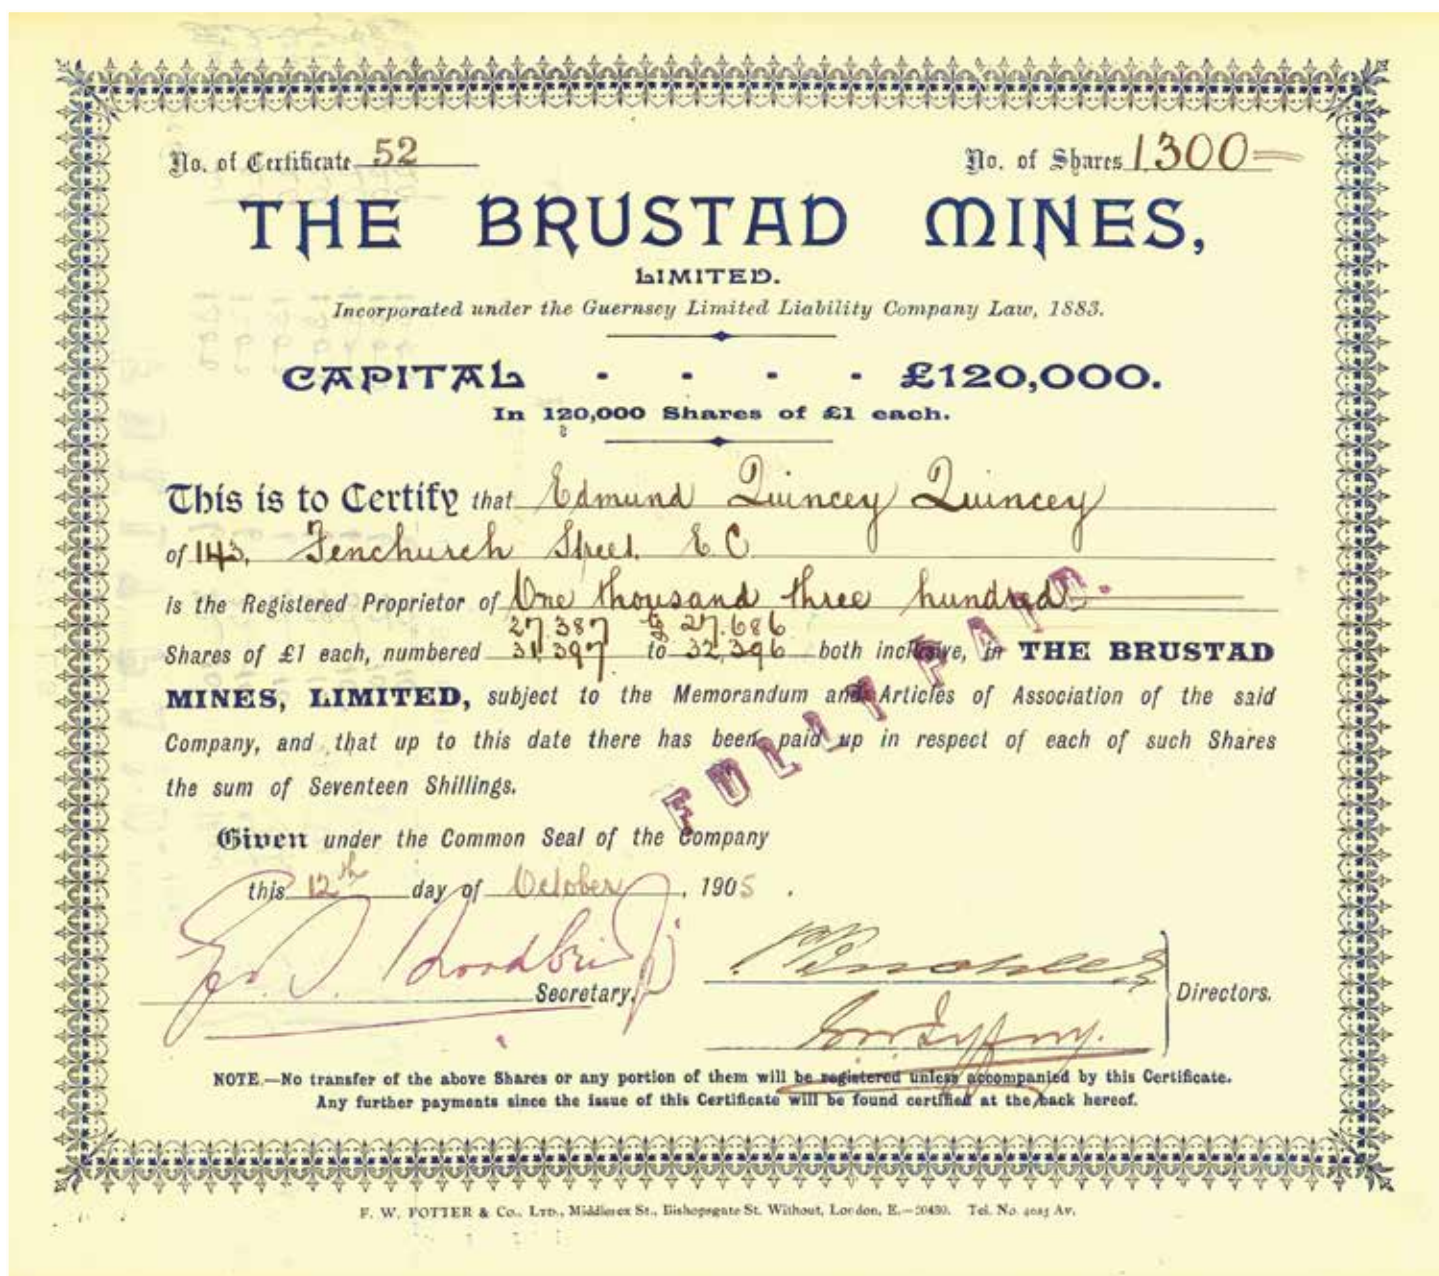 No. of Certificate 52
No. of Shares 1300
THE BRUSTAD MINES,
LIMITED.
Incorporated under the Guernsey Limited Liability Company Law, 1883.
CAPITAL . . . . £120,000.
In 120,000 Shares of £1 each.
This is to Certify that Edmund Quincey Quincey
of 143, Fenchurch Street. E.C.
is the Registered Proprietor of One thousand three hundred
27,387 to 27,686
Shares of £1 each, numbered 31,397 to 32,396 both inclusive, in THE BRUSTAD
MINES, LIMITED, subject to the Memorandum and Articles of Association of the said
Company, and that up to this date there has been paid up in respect of each of such Shares
the sum of Seventeen Shillings.
FULLY PAID.
Given under the Common Seal of the Company
this 12th day of October, 1905.
Secretary.
Directors.
NOTE.—No transfer of the above Shares or any portion of them will be registered unless accompanied by this Certificate.
Any further payments since the issue of this Certificate will be found certified at the back hereof.
F. W. POTTER & Co., LTD., Middlesex St., Bishopsgate St. Without, London, E.— Tel. No. Av.